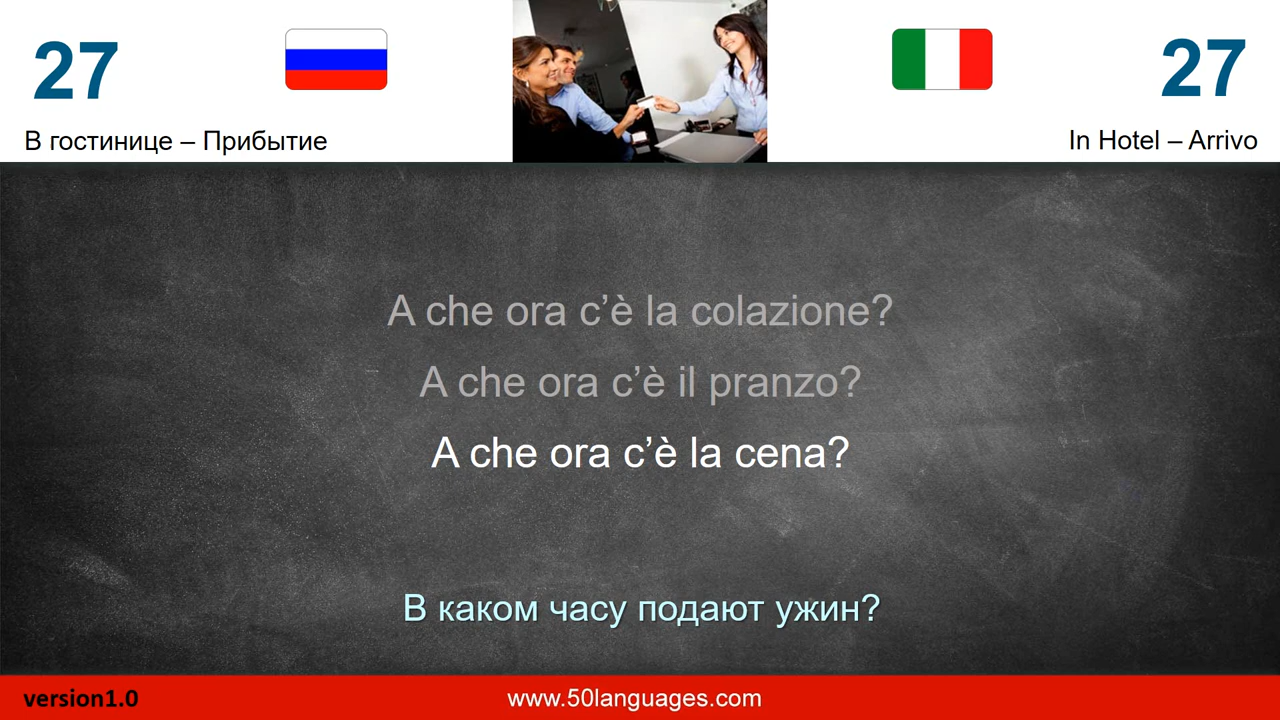 27
27
В гостинице – Прибытие
In Hotel – Arrivo
A che ora c’è la colazione?
A che ora c’è il pranzo?
A che ora c’è la cena?
В каком часу подают ужин?
version1.0
www.50languages.com